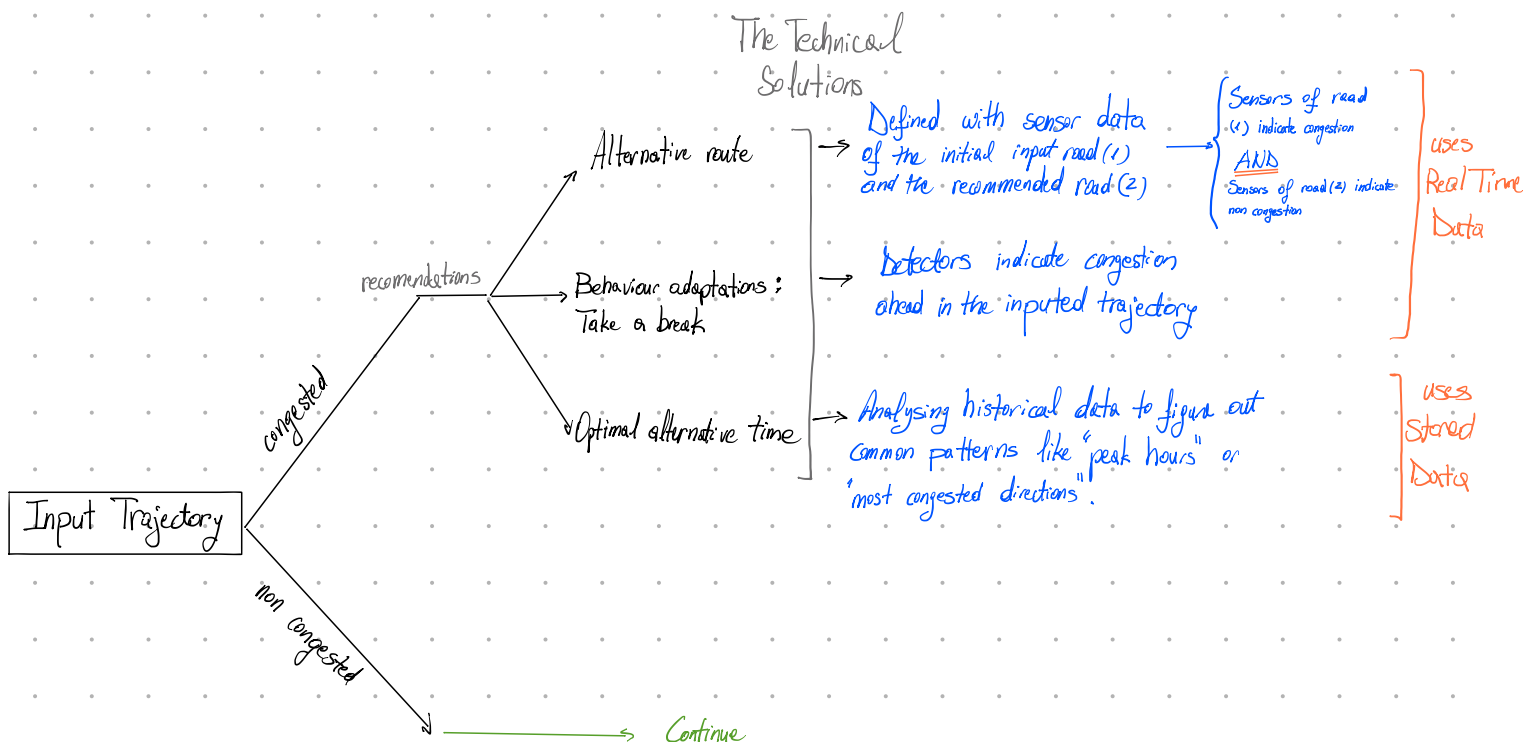 The Technical
Solutions
Alternative route
Defined with sensor data
of the initial input road (1)
and the recommended road (2)
Sensors of road
(1) indicate congestion
AND
Sensors of road (2) indicate
non congestion
uses
Real Time
Data
recomendations
Behaviour adaptations:
Take a break
Detectors indicate congestion
ahead in the inputed trajectory
congested
Optimal alternative time
Analysing historical data to figure out
common patterns like "peak hours" or
"most congested directions".
uses
Stored
Data
Input Trajectory
non congested
Continue